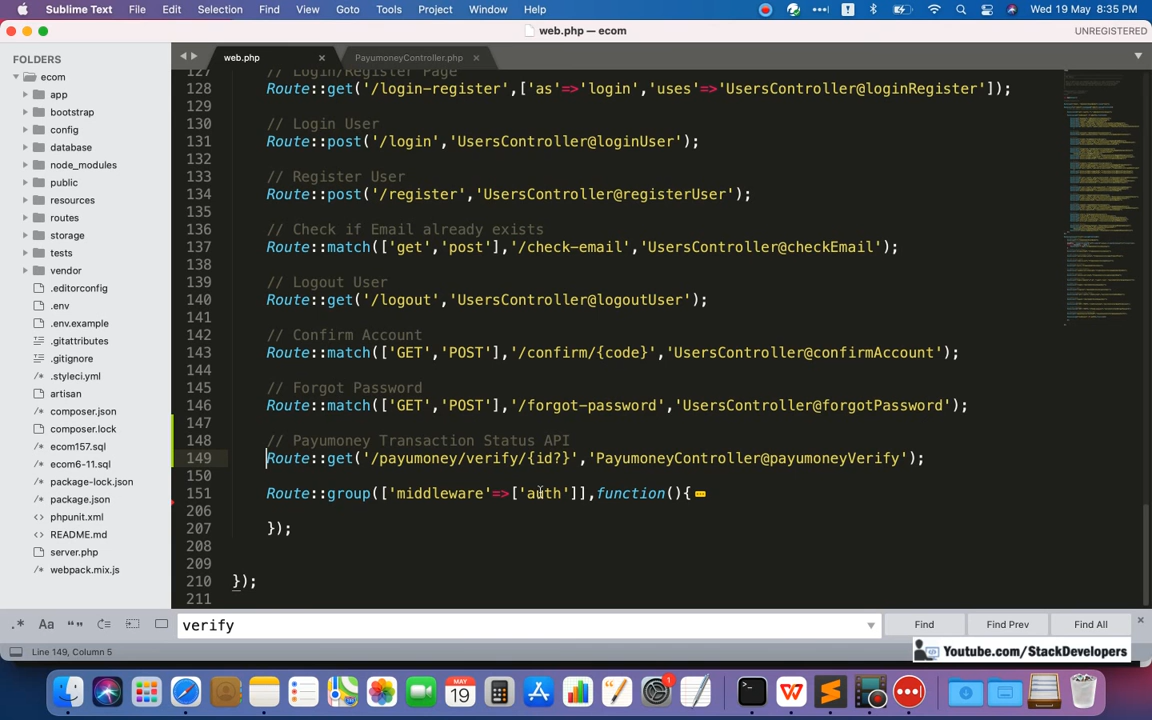 Sublime Text File Edit Selection Find View Goto Tools Project Window Help Wed 19 May 8:35 PM
web.php — ecom UNREGISTERED
FOLDERS
ecom
app
bootstrap
config
database
node_modules
public
resources
routes
storage
tests
vendor
.editorconfig
.env
.env.example
.gitattributes
.gitignore
.styleci.yml
artisan
composer.json
composer.lock
ecom157.sql
ecom6-11.sql
package-lock.json
package.json
phpunit.xml
README.md
server.php
webpack.mix.js
web.php PayumoneyController.php
127 // Login/Register Page
128 Route::get('/login-register',['as'=>'login','uses'=>'UsersController@loginRegister']);
129
130 // Login User
131 Route::post('/login','UsersController@loginUser');
132
133 // Register User
134 Route::post('/register','UsersController@registerUser');
135
136 // Check if Email already exists
137 Route::match(['get','post'],'/check-email','UsersController@checkEmail');
138
139 // Logout User
140 Route::get('/logout','UsersController@logoutUser');
141
142 // Confirm Account
143 Route::match(['GET','POST'],'/confirm/{code}','UsersController@confirmAccount');
144
145 // Forgot Password
146 Route::match(['GET','POST'],'/forgot-password','UsersController@forgotPassword');
147
148 // Payumoney Transaction Status API
149 Route::get('/payumoney/verify/{id?}','PayumoneyController@payumoneyVerify');
150
151 Route::group(['middleware'=>['auth']],function(){
206
207 });
208
209
210 });
211
.* Aa verify Find Find Prev Find All
Line 149, Column 5
Youtube.com/StackDevelopers
MAY
19
1